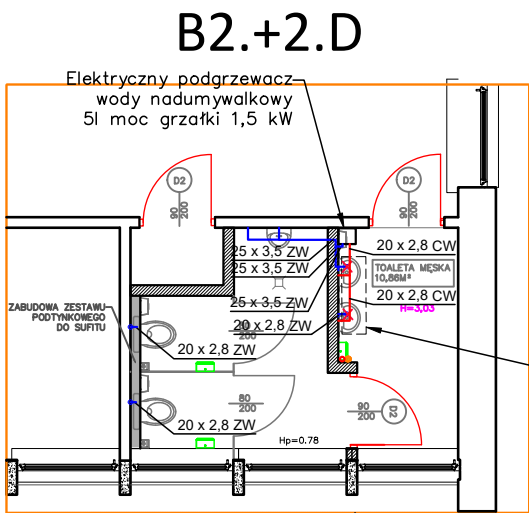 B2.+2.D
Elektryczny podgrzewacz
wody nadumywalkowy
5l moc grzałki 1,5 kW
D2
90
200
D2
90
200
25 x 3,5 ZW
25 x 3,5 ZW
20 x 2,8 CW
TOALETA MĘSKA
10,86M²
20 x 2,8 CW
H=3,03
25 x 3,5 ZW
20 x 2,8 ZW
ZABUDOWA ZESTAWU
PODTYNKOWEGO
DO SUFITU
80
200
20 x 2,8 ZW
80
200
90
200
D2
20 x 2,8 ZW
Hp=0.78